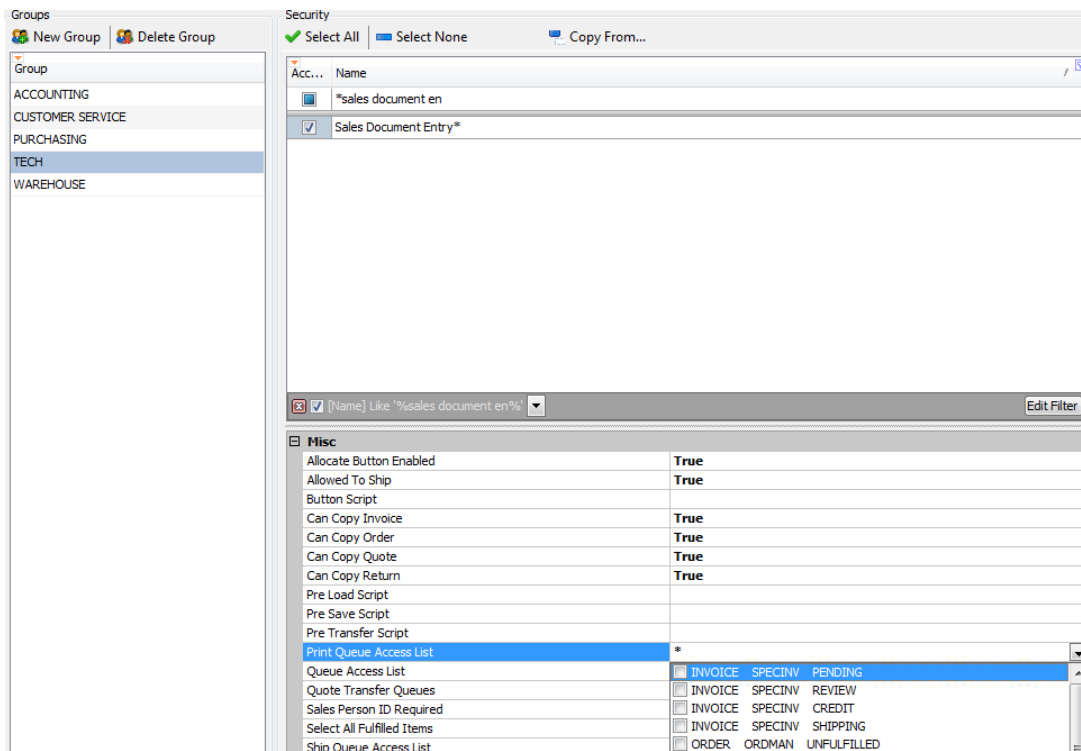 Groups
New Group Delete Group
Group
ACCOUNTING
CUSTOMER SERVICE
PURCHASING
TECH
WAREHOUSE
Security
Select All Select None Copy From...
Acc... Name
*sales document en
Sales Document Entry*
[Name] Like '%sales document en%' Edit Filter
Misc
Allocate Button Enabled True
Allowed To Ship True
Button Script
Can Copy Invoice True
Can Copy Order True
Can Copy Quote True
Can Copy Return True
Pre Load Script
Pre Save Script
Pre Transfer Script
Print Queue Access List *
Queue Access List INVOICE SPECINV PENDING
Quote Transfer Queues INVOICE SPECINV REVIEW
Sales Person ID Required INVOICE SPECINV CREDIT
Select All Fulfilled Items INVOICE SPECINV SHIPPING
Ship Queue Access List ORDER ORDMAN UNFULFILLED